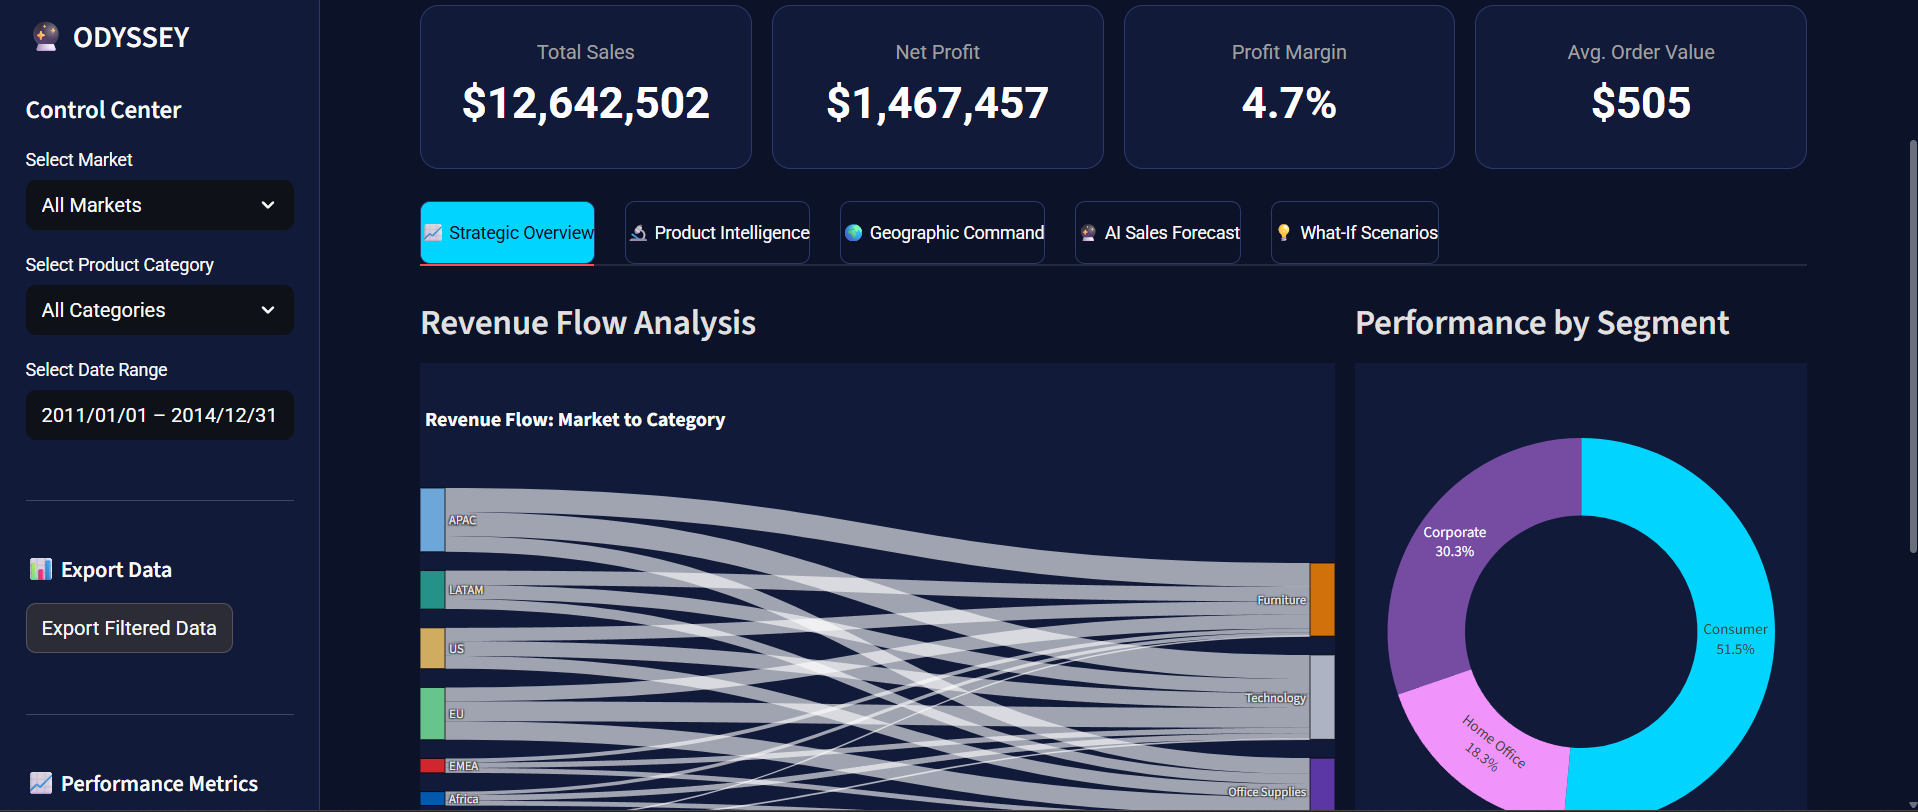 ODYSSEY
Control Center
Select Market
All Markets
Select Product Category
All Categories
Select Date Range
2011/01/01 – 2014/12/31
Export Data
Export Filtered Data
Performance Metrics
Total Sales
$12,642,502
Net Profit
$1,467,457
Profit Margin
4.7%
Avg. Order Value
$505
Strategic Overview
Product Intelligence
Geographic Command
AI Sales Forecast
What-If Scenarios
Revenue Flow Analysis
Revenue Flow: Market to Category
APAC
LATAM
US
EU
EMEA
Africa
Furniture
Technology
Office Supplies
Performance by Segment
Corporate
30.3%
Consumer
51.5%
Home Office
18.3%